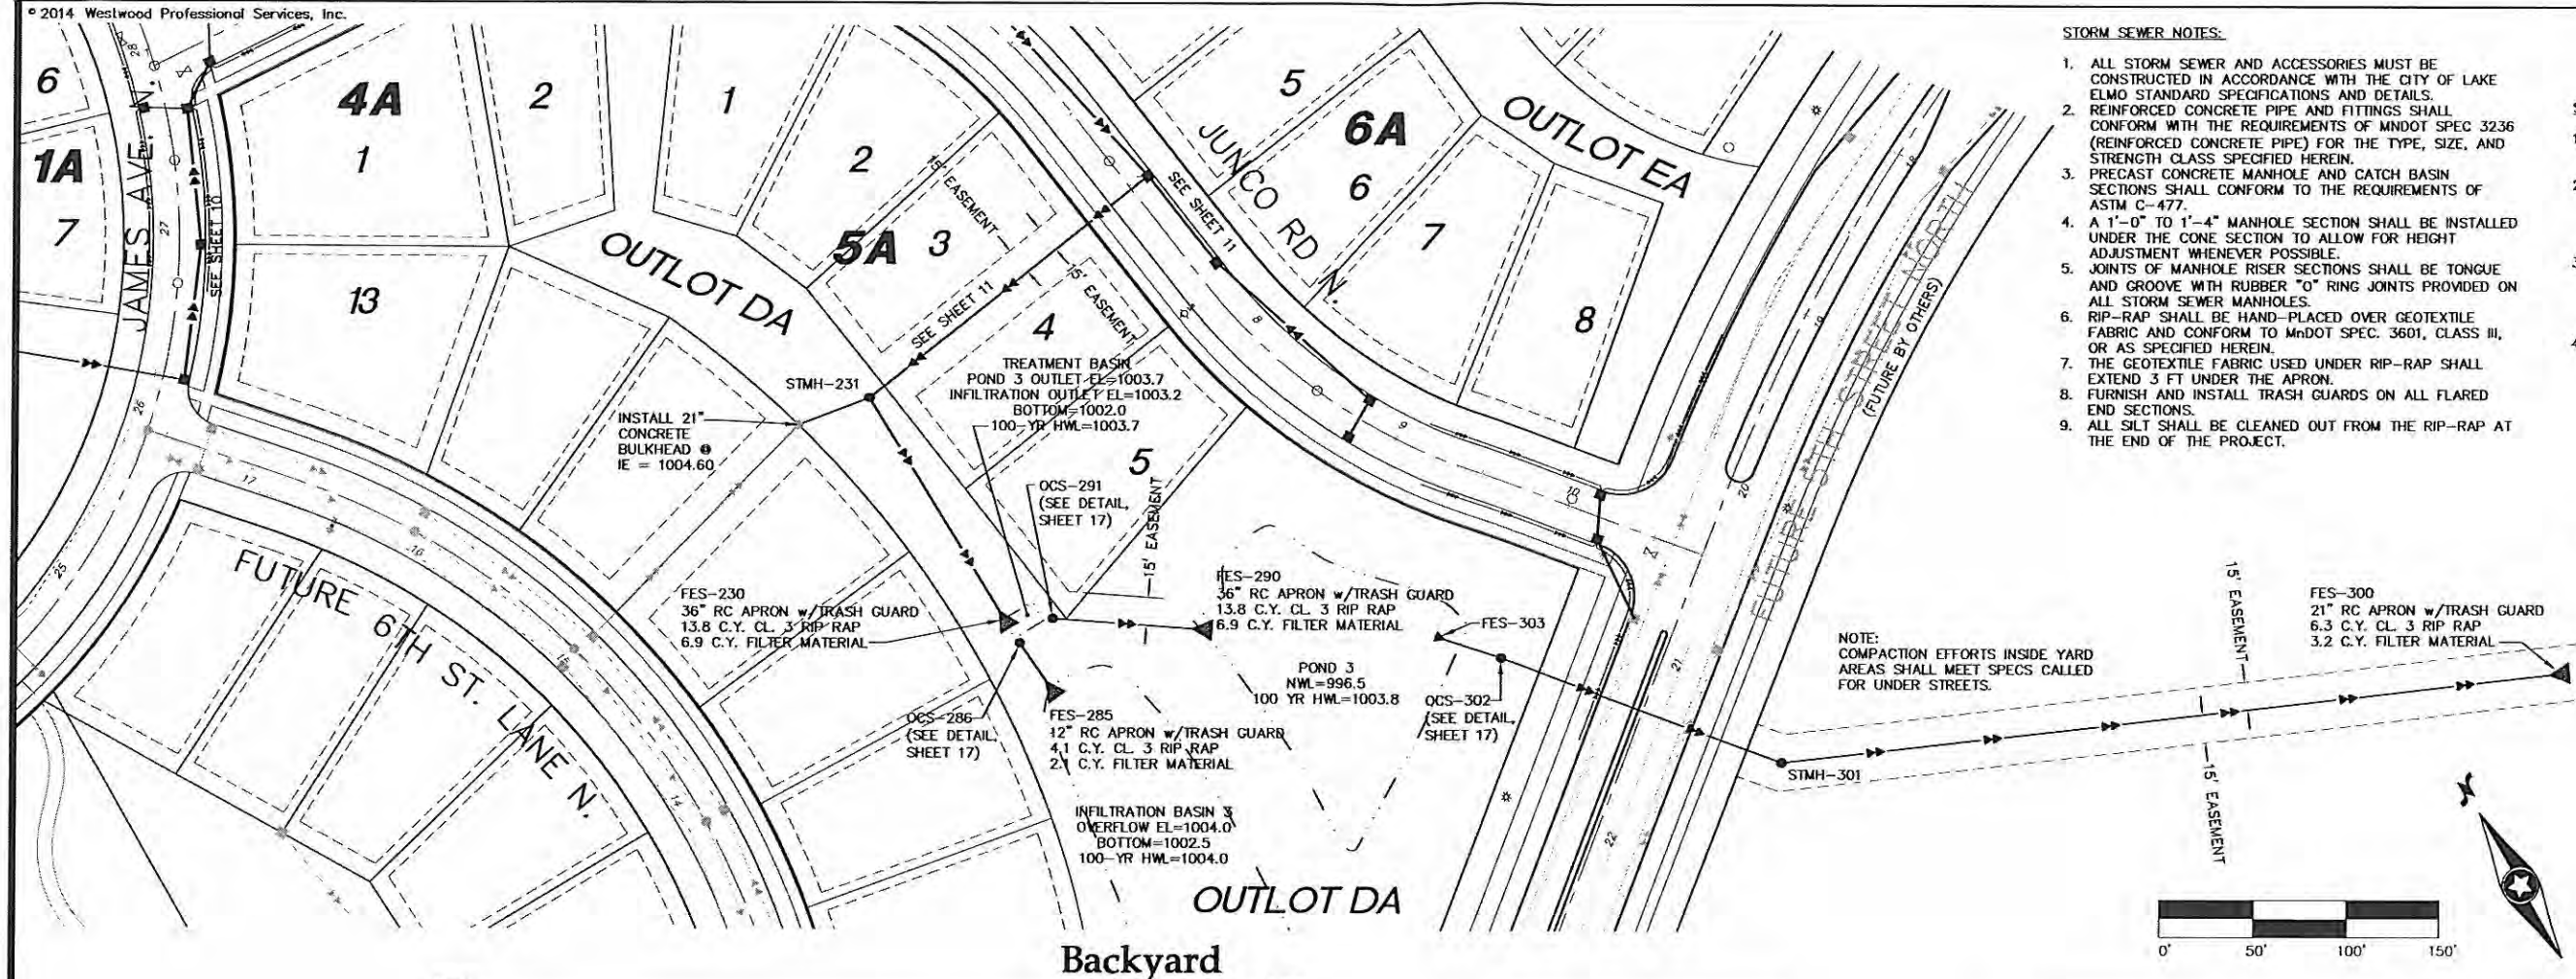 © 2014 Westwood Professional Services, Inc.
6
1A
7
JAMES AVE. N.
28
27
26
25
SEE SHEET 10
4A
1
2
13
1
2
OUTLOT DA
5A
3
15' EASEMENT
SEE SHEET 11
15' EASEMENT
4
5
5
6A
6
7
8
JUNCO RD N.
SEE SHEET 11
OUTLOT EA
8
9
10
18
19
20
21
22
FUTURE 5TH STREET NORTH
(FUTURE BY OTHERS)
STMH-231
INSTALL 21"
CONCRETE
BULKHEAD @
IE = 1004.60
TREATMENT BASIN
POND 3 OUTLET EL=1003.7
INFILTRATION OUTLET EL=1003.2
BOTTOM=1002.0
100-YR HWL=1003.7
OCS-291
(SEE DETAIL,
SHEET 17)
15' EASEMENT
FES-230
36" RC APRON w/TRASH GUARD
13.8 C.Y. CL. 3 RIP RAP
6.9 C.Y. FILTER MATERIAL
FES-290
36" RC APRON w/TRASH GUARD
13.8 C.Y. CL. 3 RIP RAP
6.9 C.Y. FILTER MATERIAL
FES-303
POND 3
NWL=996.5
100 YR HWL=1003.8
OCS-302
(SEE DETAIL,
SHEET 17)
OCS-286
(SEE DETAIL,
SHEET 17)
FES-285
12" RC APRON w/TRASH GUARD
4.1 C.Y. CL. 3 RIP RAP
2.1 C.Y. FILTER MATERIAL
INFILTRATION BASIN 3
OVERFLOW EL=1004.0
BOTTOM=1002.5
100-YR HWL=1004.0
OUTLOT DA
17
16
15
14
FUTURE 6TH ST. LANE N.
NOTE:
COMPACTION EFFORTS INSIDE YARD
AREAS SHALL MEET SPECS CALLED
FOR UNDER STREETS.
15' EASEMENT
15' EASEMENT
FES-300
21" RC APRON w/TRASH GUARD
6.3 C.Y. CL. 3 RIP RAP
3.2 C.Y. FILTER MATERIAL
STMH-301
STORM SEWER NOTES:
1. ALL STORM SEWER AND ACCESSORIES MUST BE
CONSTRUCTED IN ACCORDANCE WITH THE CITY OF LAKE
ELMO STANDARD SPECIFICATIONS AND DETAILS.
2. REINFORCED CONCRETE PIPE AND FITTINGS SHALL
CONFORM WITH THE REQUIREMENTS OF MNDOT SPEC 3236
(REINFORCED CONCRETE PIPE) FOR THE TYPE, SIZE, AND
STRENGTH CLASS SPECIFIED HEREIN.
3. PRECAST CONCRETE MANHOLE AND CATCH BASIN
SECTIONS SHALL CONFORM TO THE REQUIREMENTS OF
ASTM C-477.
4. A 1'-0" TO 1'-4" MANHOLE SECTION SHALL BE INSTALLED
UNDER THE CONE SECTION TO ALLOW FOR HEIGHT
ADJUSTMENT WHENEVER POSSIBLE.
5. JOINTS OF MANHOLE RISER SECTIONS SHALL BE TONGUE
AND GROOVE WITH RUBBER "O" RING JOINTS PROVIDED ON
ALL STORM SEWER MANHOLES.
6. RIP-RAP SHALL BE HAND-PLACED OVER GEOTEXTILE
FABRIC AND CONFORM TO MnDOT SPEC. 3601, CLASS III,
OR AS SPECIFIED HEREIN.
7. THE GEOTEXTILE FABRIC USED UNDER RIP-RAP SHALL
EXTEND 3 FT UNDER THE APRON.
8. FURNISH AND INSTALL TRASH GUARDS ON ALL FLARED
END SECTIONS.
9. ALL SILT SHALL BE CLEANED OUT FROM THE RIP-RAP AT
THE END OF THE PROJECT.
N
0' 50' 100' 150'
Backyard